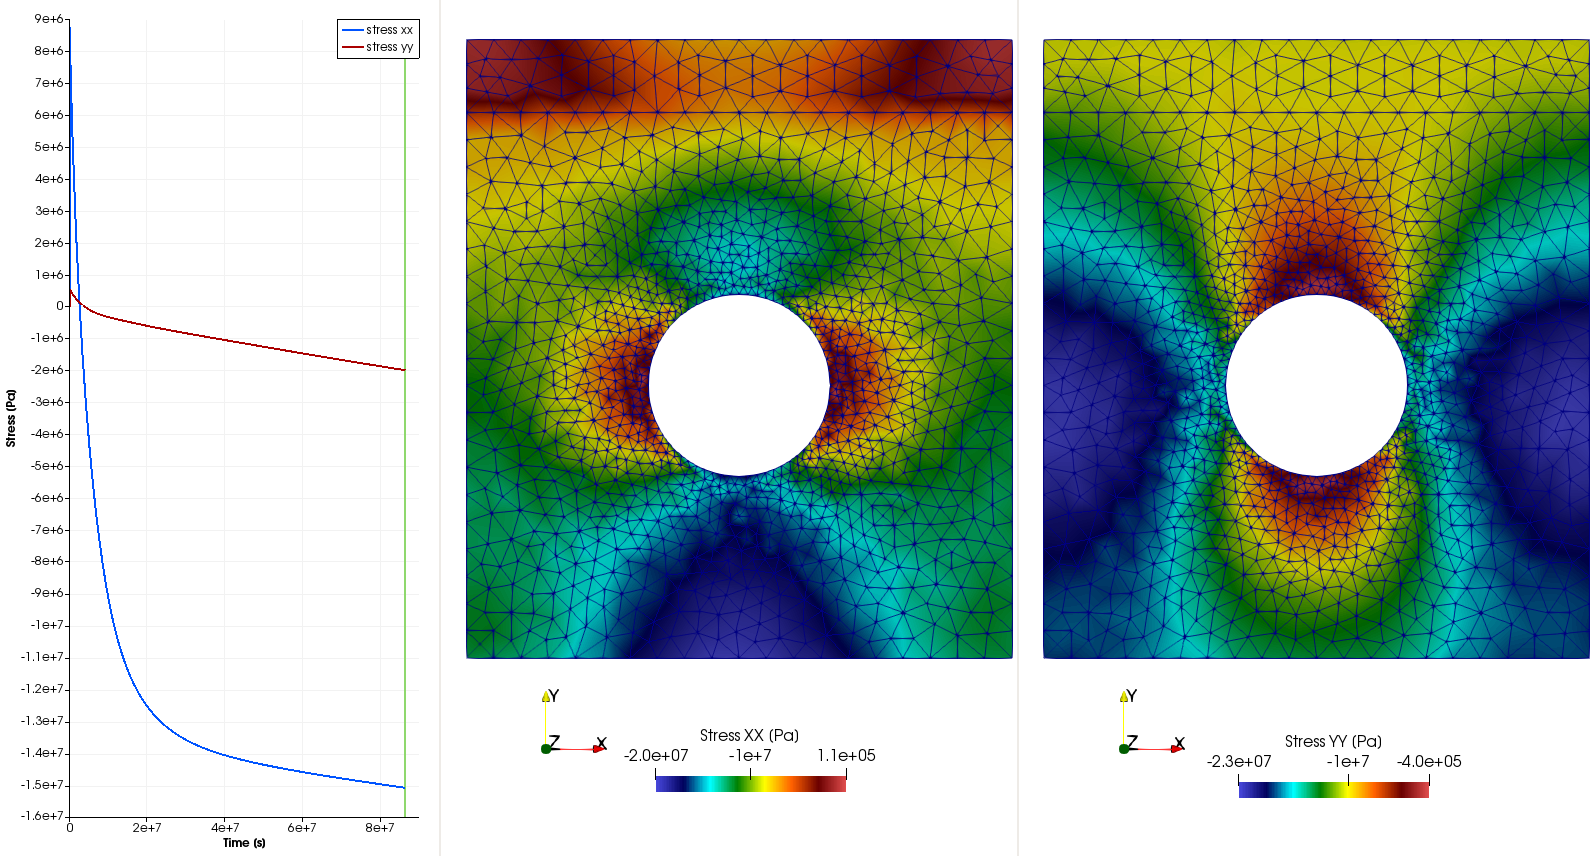 9e+6
8e+6
7e+6
6e+6
5e+6
4e+6
3e+6
2e+6
1e+6
0
-1e+6
-2e+6
-3e+6
-4e+6
-5e+6
-6e+6
-7e+6
-8e+6
-9e+6
-1e+7
-1.1e+7
-1.2e+7
-1.3e+7
-1.4e+7
-1.5e+7
-1.6e+7
Stress (Pa)
0 2e+7 4e+7 6e+7 8e+7
Time (s)
stress xx
stress yy
Y
Z X
Stress XX (Pa)
-2.0e+07 -1e+7 1.1e+05
Y
Z X
Stress YY (Pa)
-2.3e+07 -1e+7 -4.0e+05